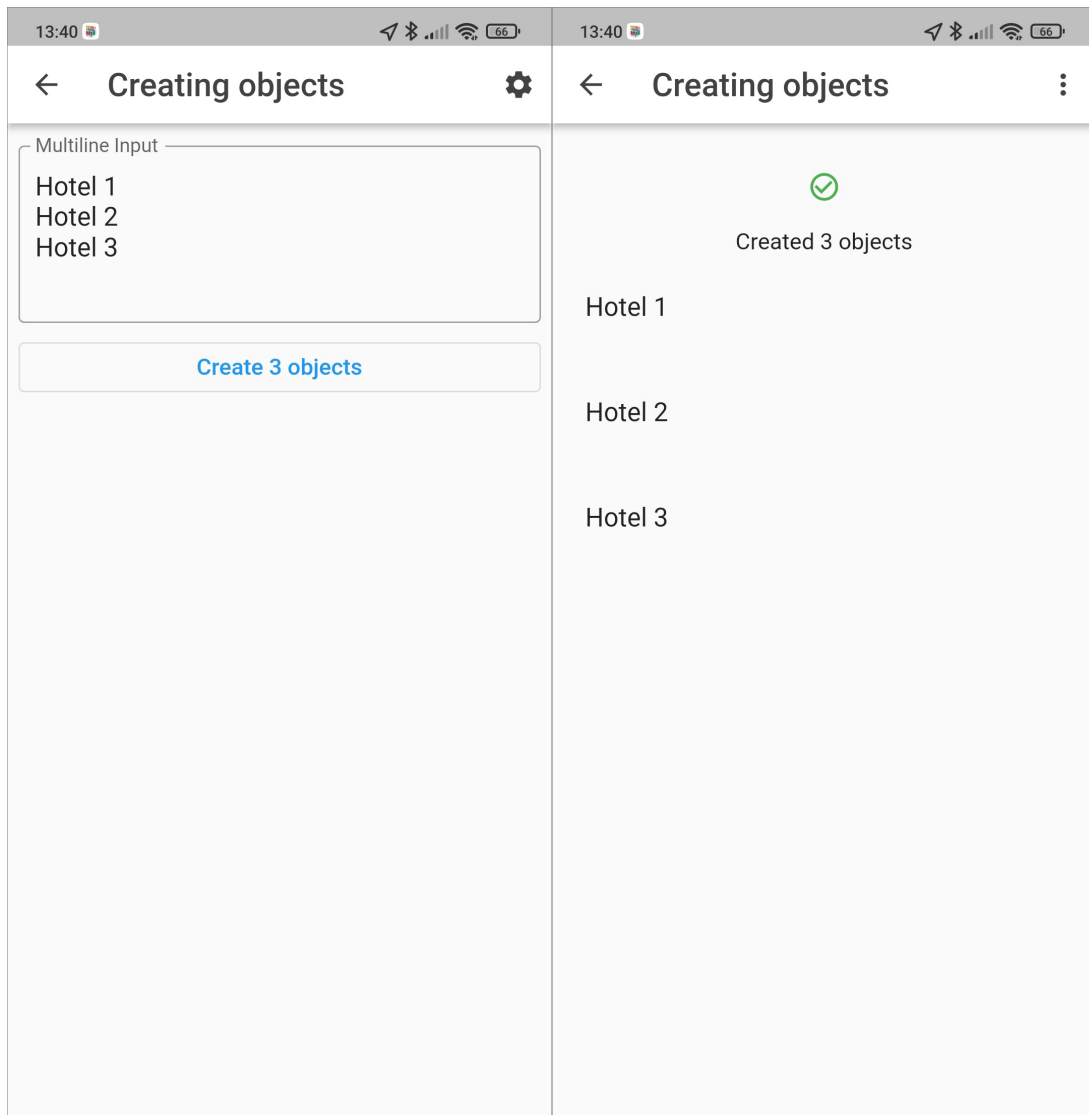 13:40
66
Creating objects
Multiline Input
Hotel 1
Hotel 2
Hotel 3
Create 3 objects
13:40
66
Creating objects
Created 3 objects
Hotel 1
Hotel 2
Hotel 3